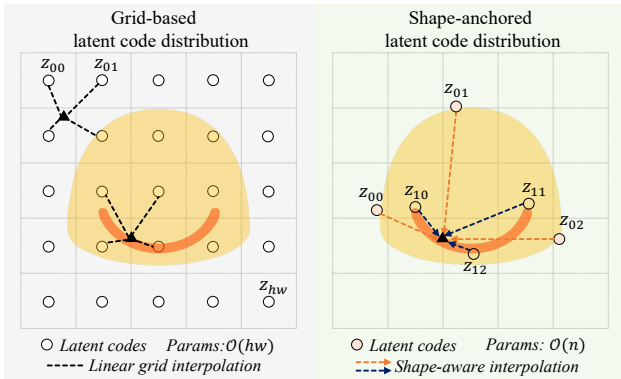 Grid-based
latent code distribution
z₀₀
z₀₁
z_hw
Latent codes Params:𝒪(hw)
Linear grid interpolation
Shape-anchored
latent code distribution
z₀₁
z₀₀
z₁₀
z₁₁
z₀₂
z₁₂
Latent codes Params: 𝒪(n)
Shape-aware interpolation